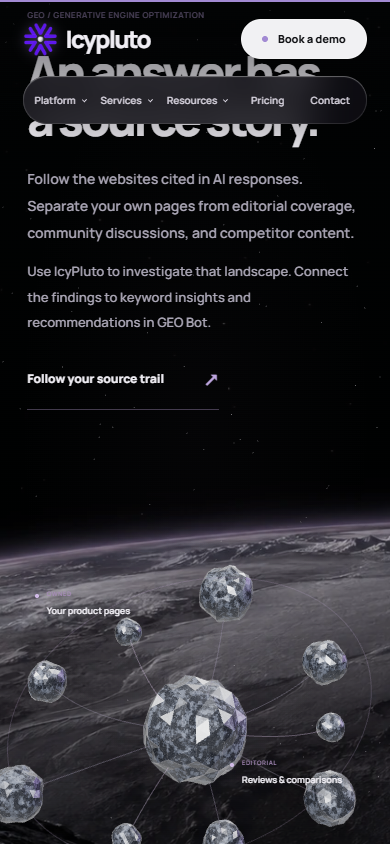 GEO / GENERATIVE ENGINE OPTIMIZATION
Icypluto
Book a demo
An answer has
Platform
Services
Resources
Pricing
Contact
a source story.
Follow the websites cited in AI responses.
Separate your own pages from editorial coverage,
community discussions, and competitor content.
Use IcyPluto to investigate that landscape. Connect
the findings to keyword insights and
recommendations in GEO Bot.
Follow your source trail
Your product pages
EDITORIAL
Reviews & comparisons